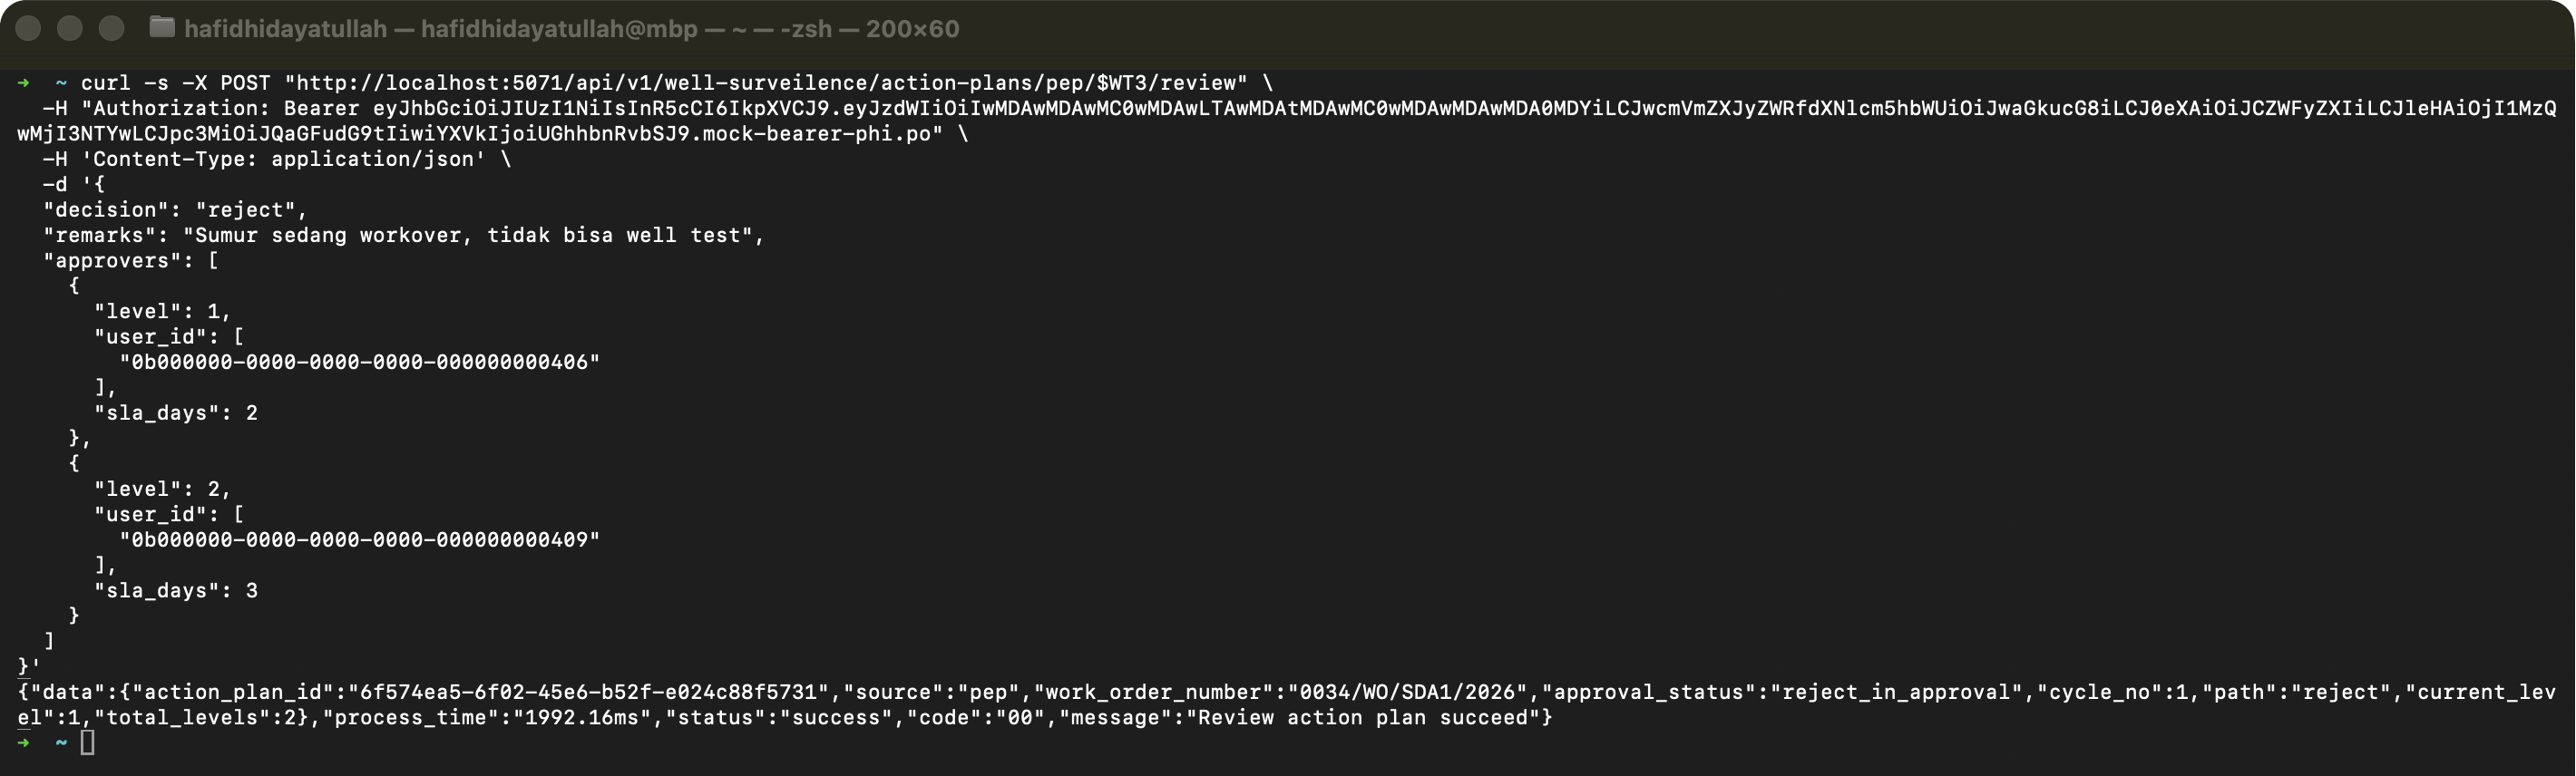 hafidhidayatullah — hafidhidayatullah@mbp — ~ — -zsh — 200×60
➜  ~ curl -s -X POST "http://localhost:5071/api/v1/well-surveilence/action-plans/pep/$WT3/review" \
  -H "Authorization: Bearer eyJhbGciOiJIUzI1NiIsInR5cCI6IkpXVCJ9.eyJzdWIiOiIwMDAwMDAwMC0wMDAwLTAwMDAtMDAwMC0wMDAwMDAwMDA0MDYiLCJwcmVmZXJyZWRfdXNlcm5hbWUiOiJwaGkucG8iLCJ0eXAiOiJCZWFyZXIiLCJleHAiOjI1MzQ
wMjI3NTYwLCJpc3MiOiJQaGFudG9tIiwiYXVkIjoiUGhhbnRvbSJ9.mock-bearer-phi.po" \
  -H 'Content-Type: application/json' \
  -d '{
  "decision": "reject",
  "remarks": "Sumur sedang workover, tidak bisa well test",
  "approvers": [
    {
      "level": 1,
      "user_id": [
        "0b000000-0000-0000-0000-000000000406"
      ],
      "sla_days": 2
    },
    {
      "level": 2,
      "user_id": [
        "0b000000-0000-0000-0000-000000000409"
      ],
      "sla_days": 3
    }
  ]
}'
{"data":{"action_plan_id":"6f574ea5-6f02-45e6-b52f-e024c88f5731","source":"pep","work_order_number":"0034/WO/SDA1/2026","approval_status":"reject_in_approval","cycle_no":1,"path":"reject","current_lev
el":1,"total_levels":2},"process_time":"1992.16ms","status":"success","code":"00","message":"Review action plan succeed"}
➜  ~